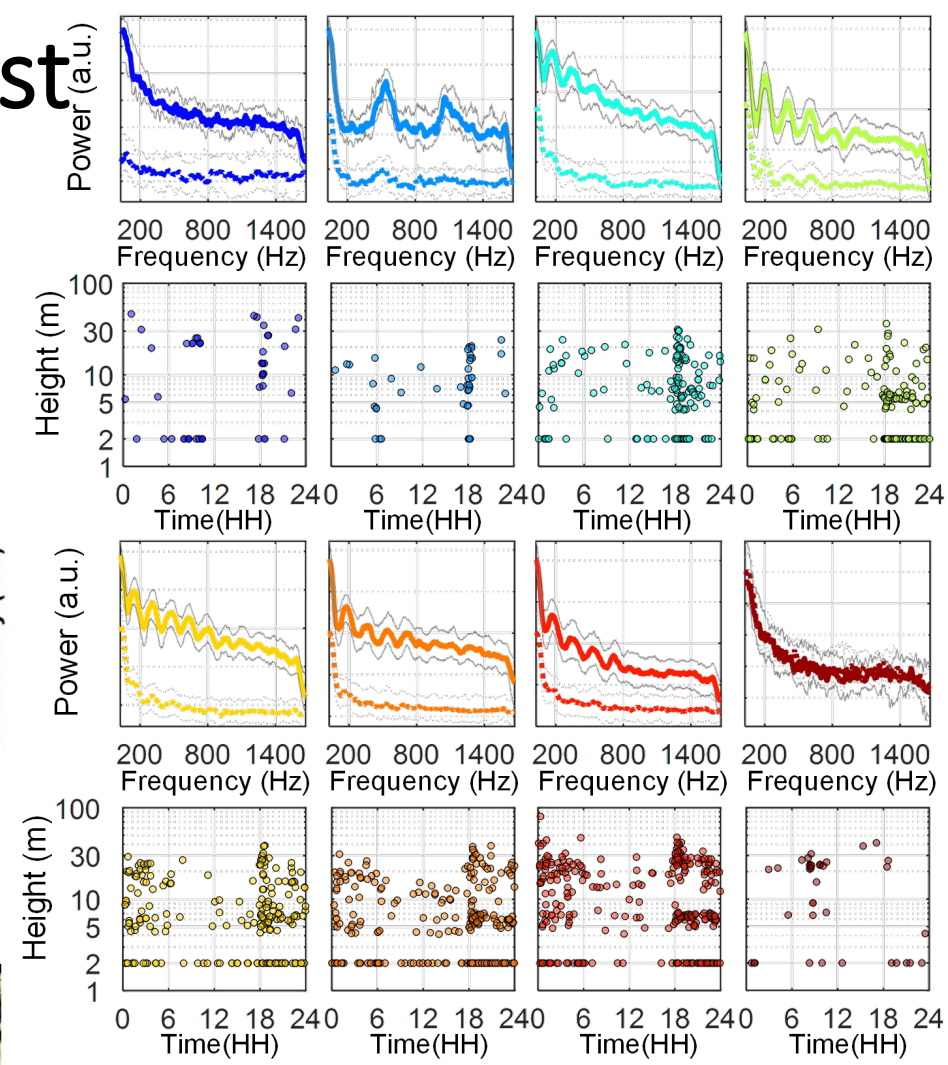 st
Power (a.u.)
200 800 1400 200 800 1400 200 800 1400 200 800 1400
Frequency (Hz) Frequency (Hz) Frequency (Hz) Frequency (Hz)
Height (m)
100
30
10
5
2
1
0 6 12 18 24 0 6 12 18 24 0 6 12 18 24 0 6 12 18 24
Time(HH) Time(HH) Time(HH) Time(HH)
Power (a.u.)
200 800 1400 200 800 1400 200 800 1400 200 800 1400
Frequency (Hz) Frequency (Hz) Frequency (Hz) Frequency (Hz)
Height (m)
100
30
10
5
2
1
0 6 12 18 24 0 6 12 18 24 0 6 12 18 24 0 6 12 18 24
Time(HH) Time(HH) Time(HH) Time(HH)